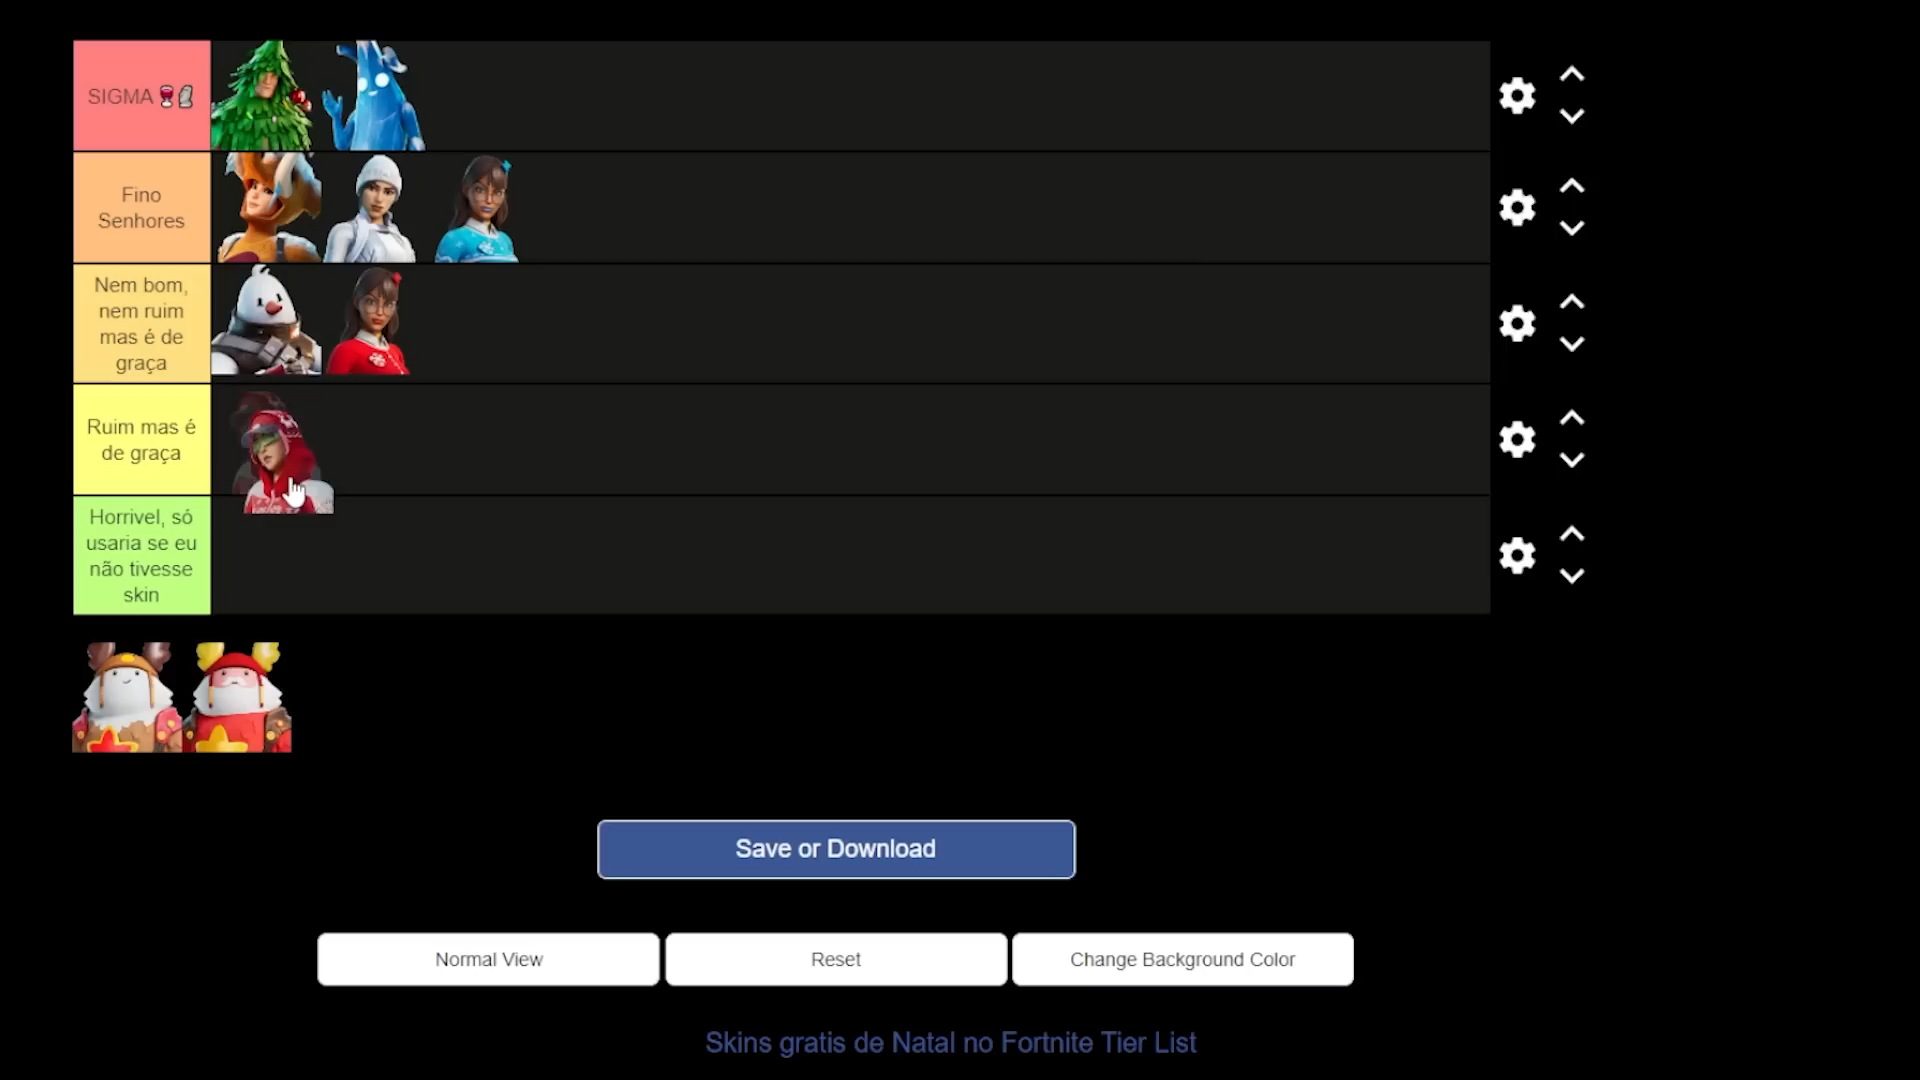 SIGMA🍷🗿
Fino
Senhores
Nem bom,
nem ruim
mas é de
graça
Ruim mas é
de graça
Horrivel, só
usaria se eu
não tivesse
skin
Save or Download
Normal View
Reset
Change Background Color
Skins gratis de Natal no Fortnite Tier List